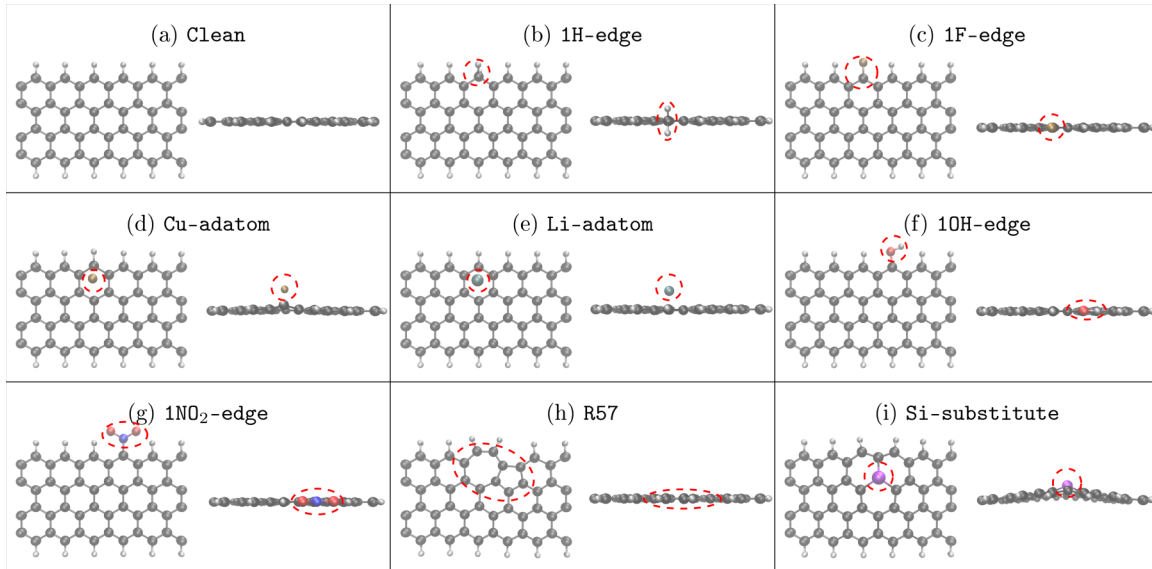 (a) Clean
(b) 1H-edge
(c) 1F-edge
(d) Cu-adatom
(e) Li-adatom
(f) 1OH-edge
(g) 1NO₂-edge
(h) R57
(i) Si-substitute